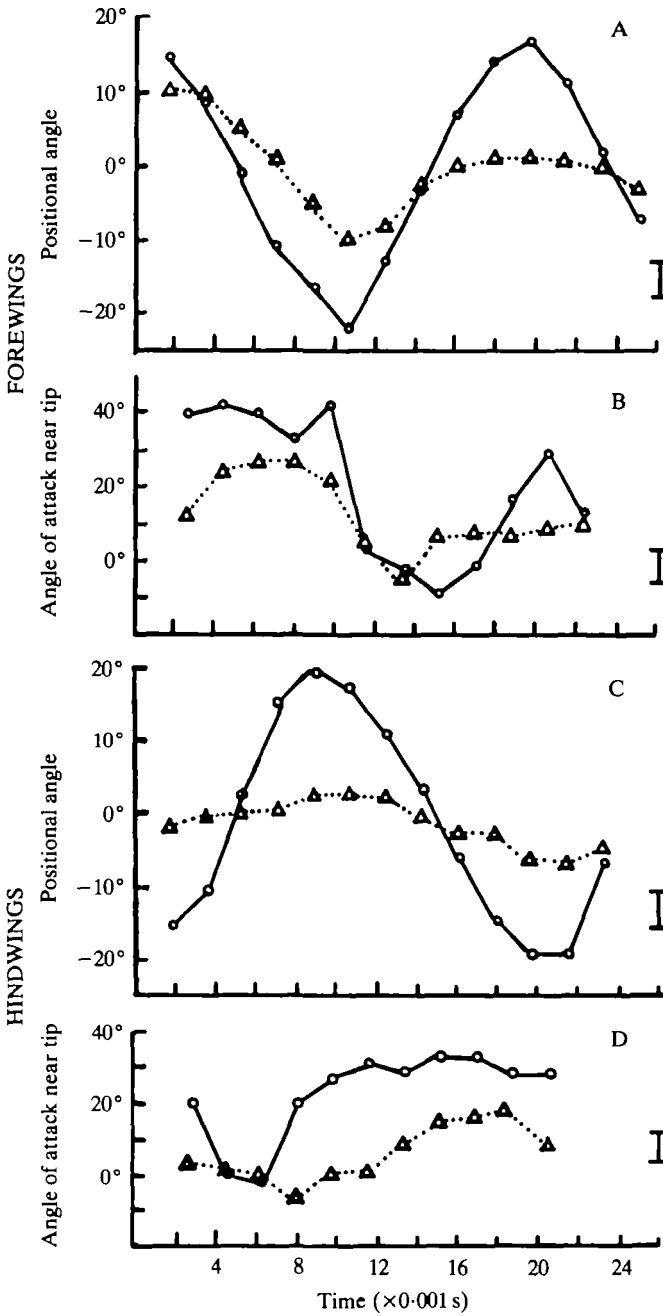 FOREWINGS
A
Positional angle
20°
10°
0°
−10°
−20°
B
Angle of attack near tip
40°
20°
0°
HINDWINGS
C
Positional angle
20°
10°
0°
−10°
−20°
D
Angle of attack near tip
40°
20°
0°
4 8 12 16 20 24
Time (×0·001 s)